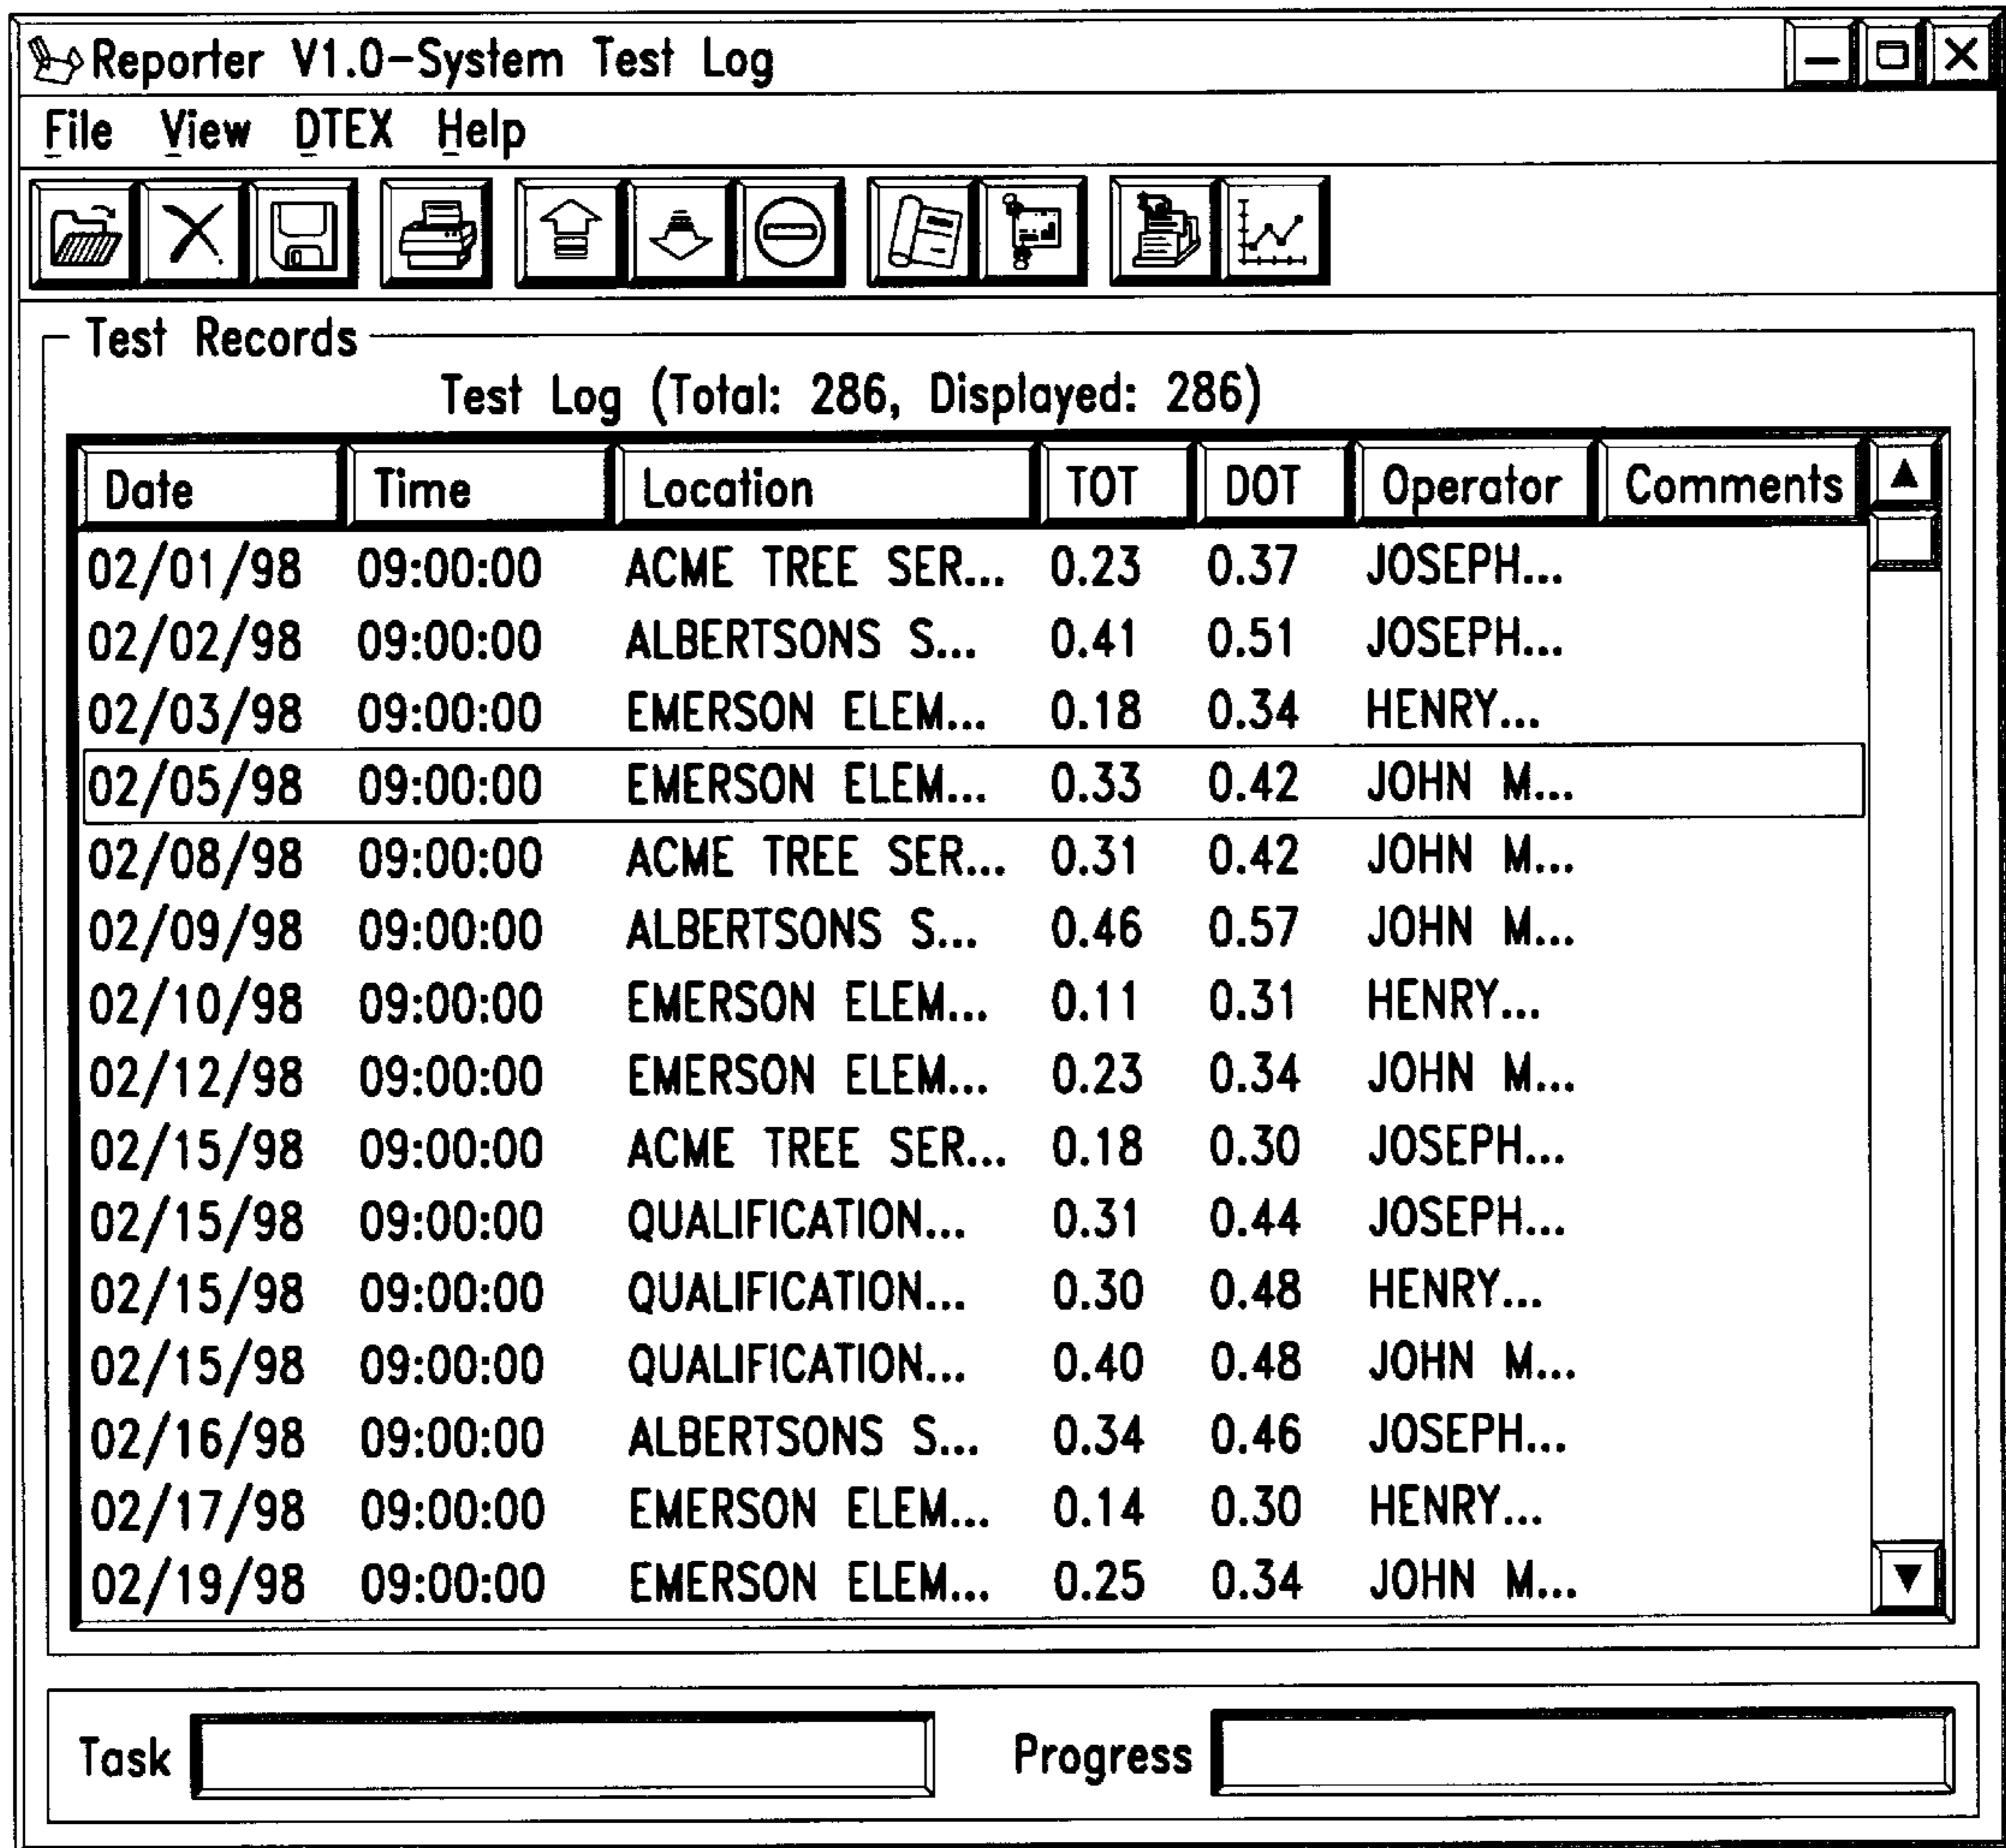 Reporter V1.0-System Test Log
File View DTEX Help
Test Records
Test Log (Total: 286, Displayed: 286)
Date Time Location TOT DOT Operator Comments
02/01/98 09:00:00 ACME TREE SER... 0.23 0.37 JOSEPH...
02/02/98 09:00:00 ALBERTSONS S... 0.41 0.51 JOSEPH...
02/03/98 09:00:00 EMERSON ELEM... 0.18 0.34 HENRY...
02/05/98 09:00:00 EMERSON ELEM... 0.33 0.42 JOHN M...
02/08/98 09:00:00 ACME TREE SER... 0.31 0.42 JOHN M...
02/09/98 09:00:00 ALBERTSONS S... 0.46 0.57 JOHN M...
02/10/98 09:00:00 EMERSON ELEM... 0.11 0.31 HENRY...
02/12/98 09:00:00 EMERSON ELEM... 0.23 0.34 JOHN M...
02/15/98 09:00:00 ACME TREE SER... 0.18 0.30 JOSEPH...
02/15/98 09:00:00 QUALIFICATION... 0.31 0.44 JOSEPH...
02/15/98 09:00:00 QUALIFICATION... 0.30 0.48 HENRY...
02/15/98 09:00:00 QUALIFICATION... 0.40 0.48 JOHN M...
02/16/98 09:00:00 ALBERTSONS S... 0.34 0.46 JOSEPH...
02/17/98 09:00:00 EMERSON ELEM... 0.14 0.30 HENRY...
02/19/98 09:00:00 EMERSON ELEM... 0.25 0.34 JOHN M...
Task Progress